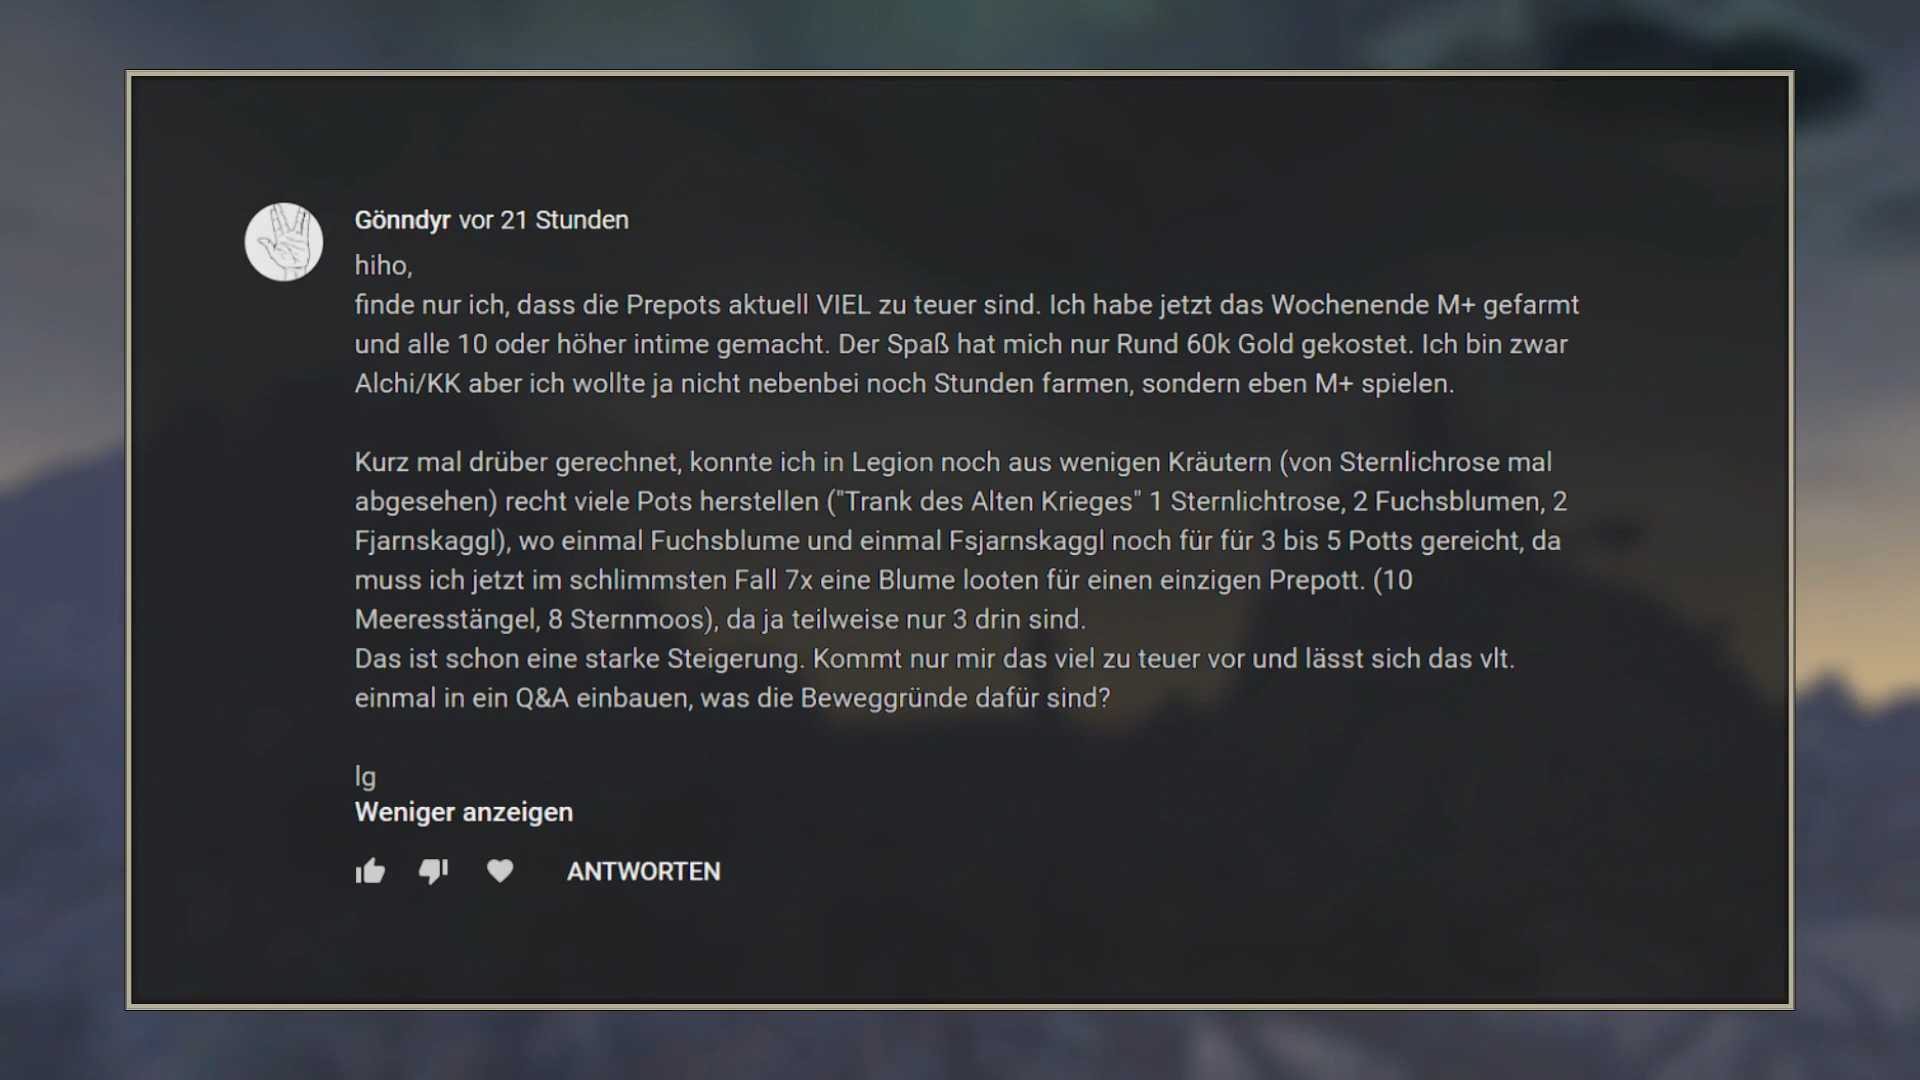 Gönndyr vor 21 Stunden
hiho,
finde nur ich, dass die Prepots aktuell VIEL zu teuer sind. Ich habe jetzt das Wochenende M+ gefarmt
und alle 10 oder höher intime gemacht. Der Spaß hat mich nur Rund 60k Gold gekostet. Ich bin zwar
Alchi/KK aber ich wollte ja nicht nebenbei noch Stunden farmen, sondern eben M+ spielen.
Kurz mal drüber gerechnet, konnte ich in Legion noch aus wenigen Kräutern (von Sternlichrose mal
abgesehen) recht viele Pots herstellen ("Trank des Alten Krieges" 1 Sternlichtrose, 2 Fuchsblumen, 2
Fjarnskaggl), wo einmal Fuchsblume und einmal Fsjarnskaggl noch für für 3 bis 5 Potts gereicht, da
muss ich jetzt im schlimmsten Fall 7x eine Blume looten für einen einzigen Prepott. (10
Meeresstängel, 8 Sternmoos), da ja teilweise nur 3 drin sind.
Das ist schon eine starke Steigerung. Kommt nur mir das viel zu teuer vor und lässt sich das vlt.
einmal in ein Q&A einbauen, was die Beweggründe dafür sind?
lg
Weniger anzeigen
ANTWORTEN